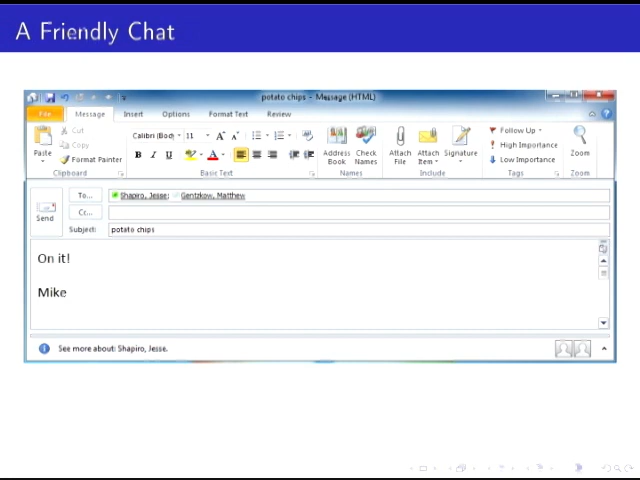 A Friendly Chat
potato chips - Message (HTML)
File Message Insert Options Format Text Review
Cut
Copy
Format Painter
Paste
Clipboard
Calibri (Body) 11
B I U
Basic Text
Address Book
Check Names
Names
Attach File
Attach Item
Signature
Include
Follow Up
High Importance
Low Importance
Tags
Zoom
Zoom
Send
To... Shapiro, Jesse; Gentzkow, Matthew
Cc...
Subject: potato chips
On it!
Mike
See more about: Shapiro, Jesse.